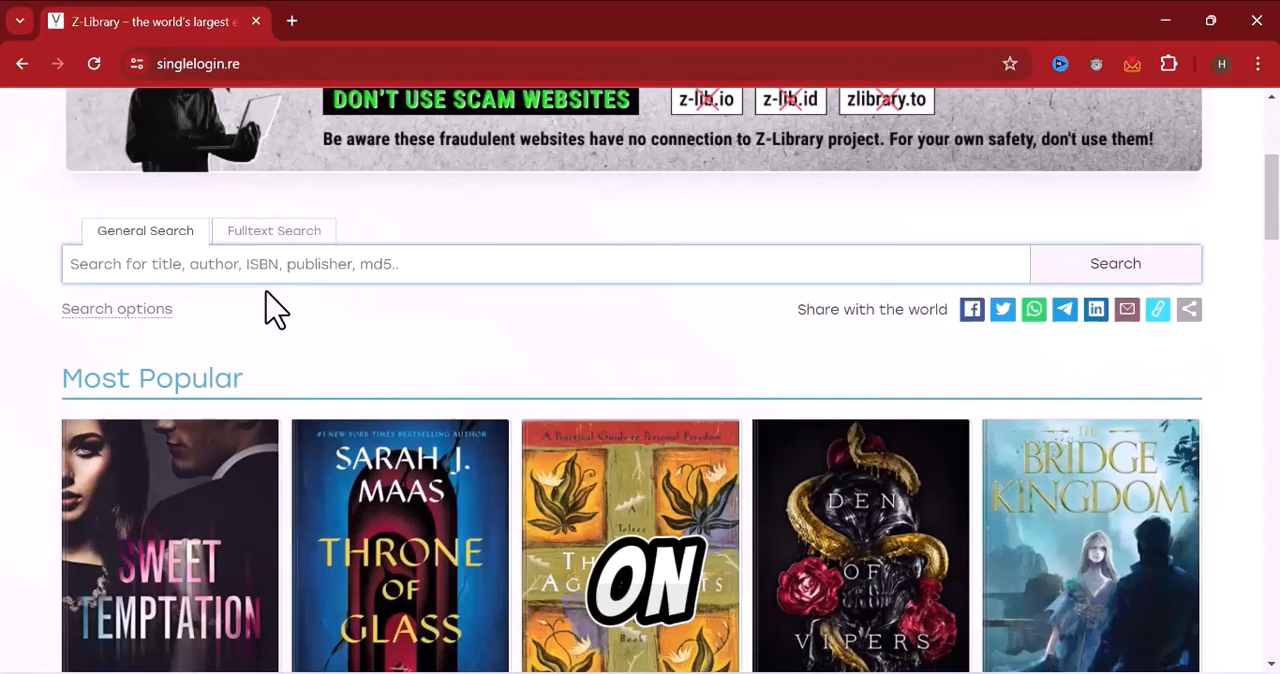 Z-Library – the world's largest e
singlelogin.re
H
DON'T USE SCAM WEBSITES
z-lib.io
z-lib.id
zlibrary.to
Be aware these fraudulent websites have no connection to Z-Library project. For your own safety, don't use them!
General Search
Fulltext Search
Search for title, author, ISBN, publisher, md5..
Search
Search options
Share with the world
Most Popular
SWEET
TEMPTATION
#1 NEW YORK TIMES BESTSELLING AUTHOR
SARAH J.
MAAS
THRONE
OF
GLASS
A Practical Guide to Personal Freedom
A
Toltec
Book
ON
DEN
OF
VIPERS
THE
BRIDGE
KINGDOM